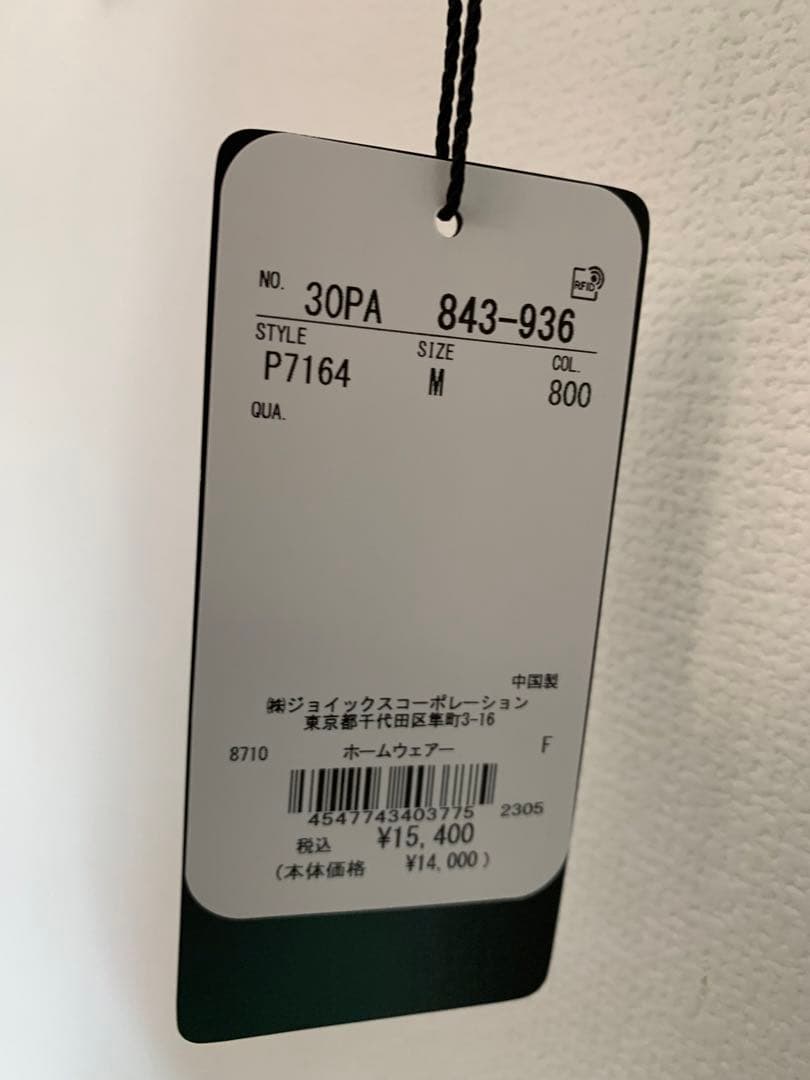 RFID
NO. 30PA 843-936
STYLE SIZE COL.
P7164 M 800
QUA.
中国製
㈱ジョイックスコーポレーション
東京都千代田区隼町3-16
8710 ホームウェアー F
4547743403775 2305
税込 ¥15,400
(本体価格 ¥14,000)